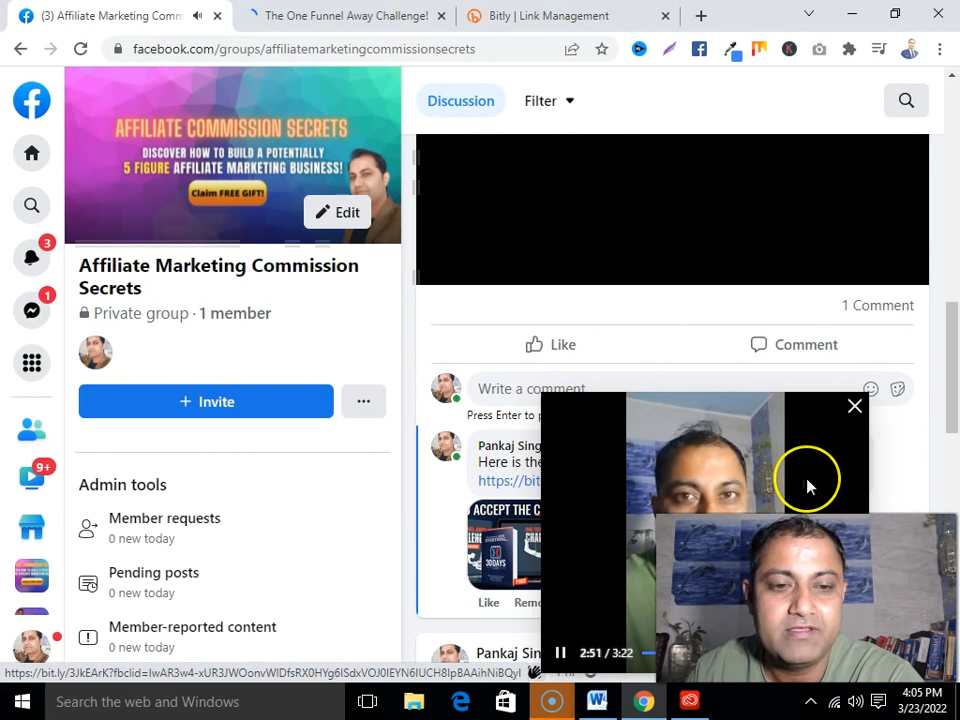 (3) Affiliate Marketing Comm
The One Funnel Away Challenge!
Bitly | Link Management
facebook.com/groups/affiliatemarketingcommissionsecrets
AFFILIATE COMMISSION SECRETS
DISCOVER HOW TO BUILD A POTENTIALLY
5 FIGURE AFFILIATE MARKETING BUSINESS!
Claim FREE GIFT!
Edit
Affiliate Marketing Commission
Secrets
Private group · 1 member
+ Invite
Admin tools
Member requests
0 new today
Pending posts
0 new today
Member-reported content
0 new today
3
1
9+
Discussion
Filter
1 Comment
Like
Comment
Write a comment
Press Enter to p
Pankaj Sing
Here is the
https://bit
ACCEPT THE C
30DAYS
Like
Remo
Pankaj Sin
2:51 / 3:22
https://bit.ly/3JkEArK?fbclid=IwAR3w4-xUR3JWOonvWIDfsRX0HYg6ISdxVOJ0IEYN6IUCH8IpBAAihNiBQyI
Search the web and Windows
4:05 PM
3/23/2022